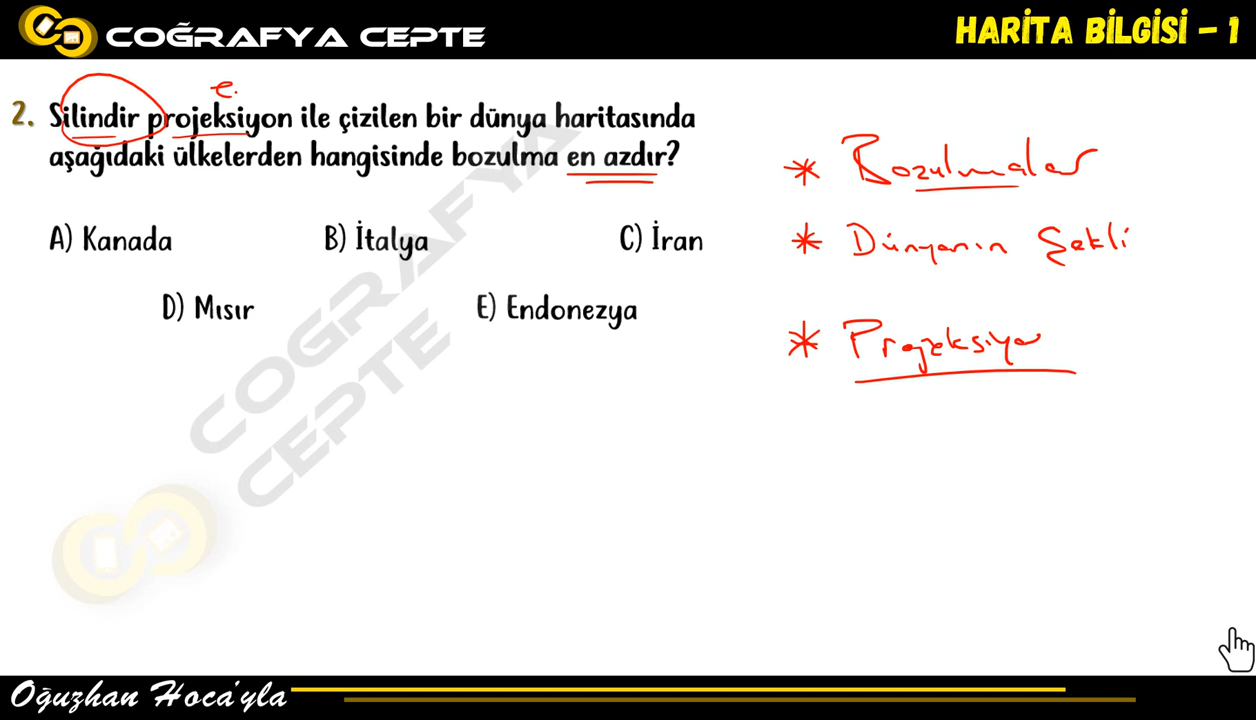 COĞRAFYA CEPTE
HARİTA BİLGİSİ – 1
e.
2. Silindir projeksiyon ile çizilen bir dünya haritasında
aşağıdaki ülkelerden hangisinde bozulma en azdır?
A) Kanada B) İtalya C) İran
D) Mısır E) Endonezya
* Bozulmalar
* Dünyanın Şekli
* Projeksiyon
COĞRAFYA
CEPTE
Oğuzhan Hoca'yla